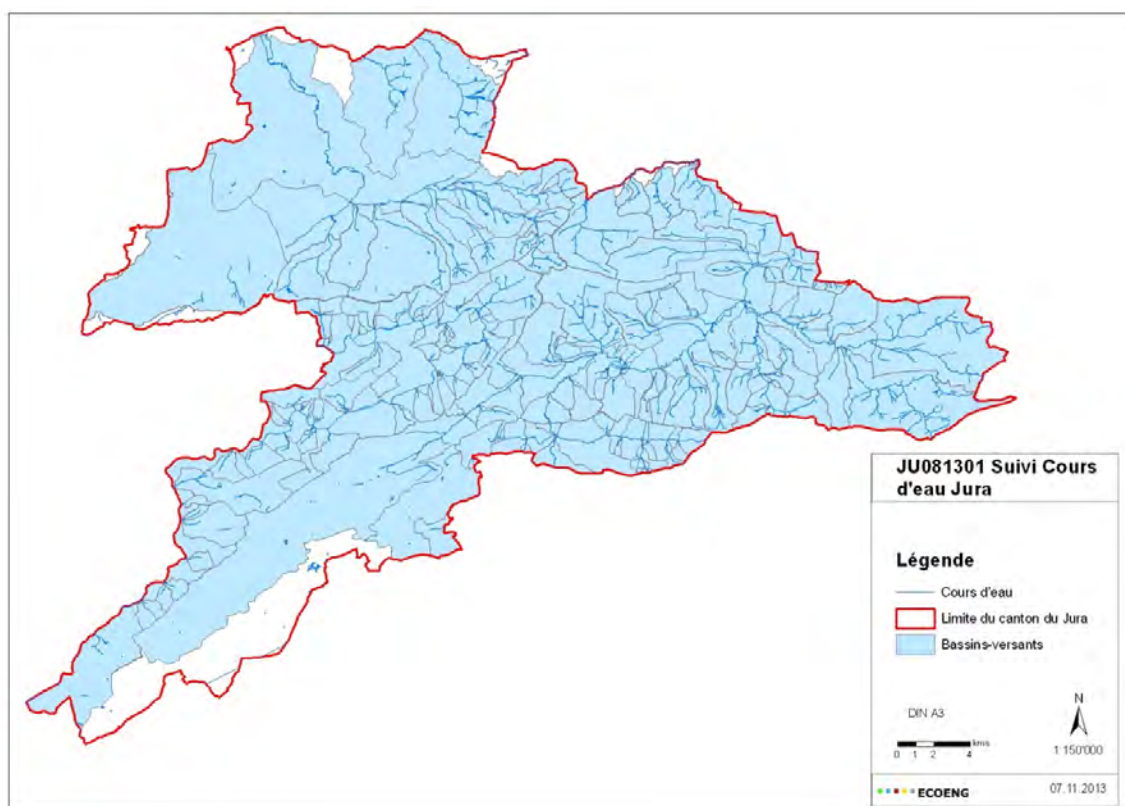 JU081301 Suivi Cours
d'eau Jura
Légende
Cours d'eau
Limite du canton du Jura
Bassins-versants
DIN A3
N
kms
0 1 2 4
1:150'000
ECOENG
07.11.2013